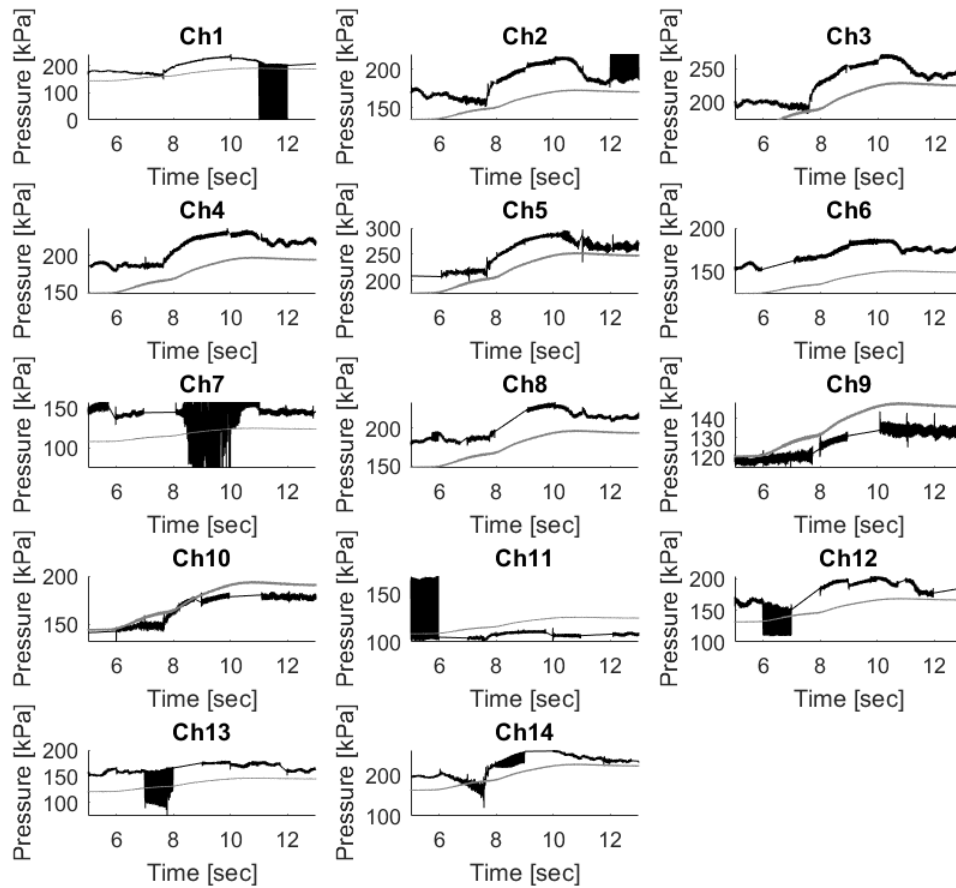 Ch1
Pressure [kPa]
200
100
0
6 8 10 12
Time [sec]
Ch2
Pressure [kPa]
200
150
6 8 10 12
Time [sec]
Ch3
Pressure [kPa]
250
200
6 8 10 12
Time [sec]
Ch4
Pressure [kPa]
200
150
6 8 10 12
Time [sec]
Ch5
Pressure [kPa]
300
250
200
6 8 10 12
Time [sec]
Ch6
Pressure [kPa]
200
150
6 8 10 12
Time [sec]
Ch7
Pressure [kPa]
150
100
6 8 10 12
Time [sec]
Ch8
Pressure [kPa]
200
150
6 8 10 12
Time [sec]
Ch9
Pressure [kPa]
140
130
120
6 8 10 12
Time [sec]
Ch10
Pressure [kPa]
200
150
6 8 10 12
Time [sec]
Ch11
Pressure [kPa]
150
100
6 8 10 12
Time [sec]
Ch12
Pressure [kPa]
200
150
100
6 8 10 12
Time [sec]
Ch13
Pressure [kPa]
200
150
100
6 8 10 12
Time [sec]
Ch14
Pressure [kPa]
200
100
6 8 10 12
Time [sec]